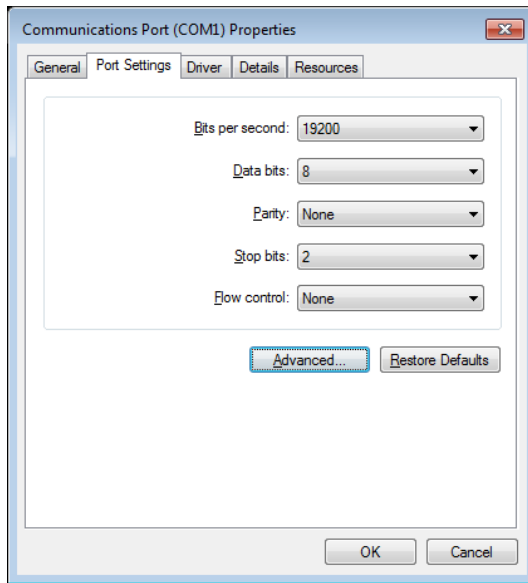 Communications Port (COM1) Properties
General Port Settings Driver Details Resources
Bits per second: 19200
Data bits: 8
Parity: None
Stop bits: 2
Flow control: None
Advanced... Restore Defaults
OK Cancel